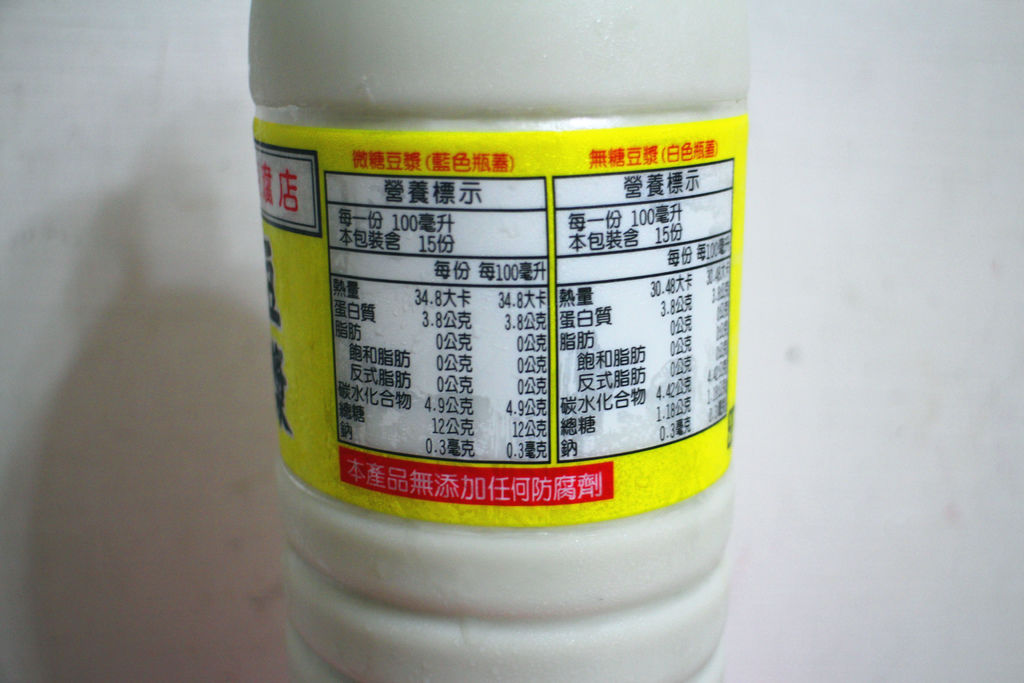 店
微糖豆漿(藍色瓶蓋)
營養標示
每一份 100毫升
本包裝含 15份
每份 每100毫升
熱量 34.8大卡 34.8大卡
蛋白質 3.8公克 3.8公克
脂肪 0公克 0公克
飽和脂肪 0公克 0公克
反式脂肪 0公克 0公克
碳水化合物 4.9公克 4.9公克
總糖 12公克 12公克
鈉 0.3毫克 0.3毫克
無糖豆漿(白色瓶蓋)
營養標示
每一份 100毫升
本包裝含 15份
每份 每100毫升
熱量 30.48大卡 30.48大卡
蛋白質 3.8公克
脂肪 0公克
飽和脂肪 0公克
反式脂肪 0公克
碳水化合物 4.42公克
總糖 1.18公克
鈉 0.3毫克
本產品無添加任何防腐劑